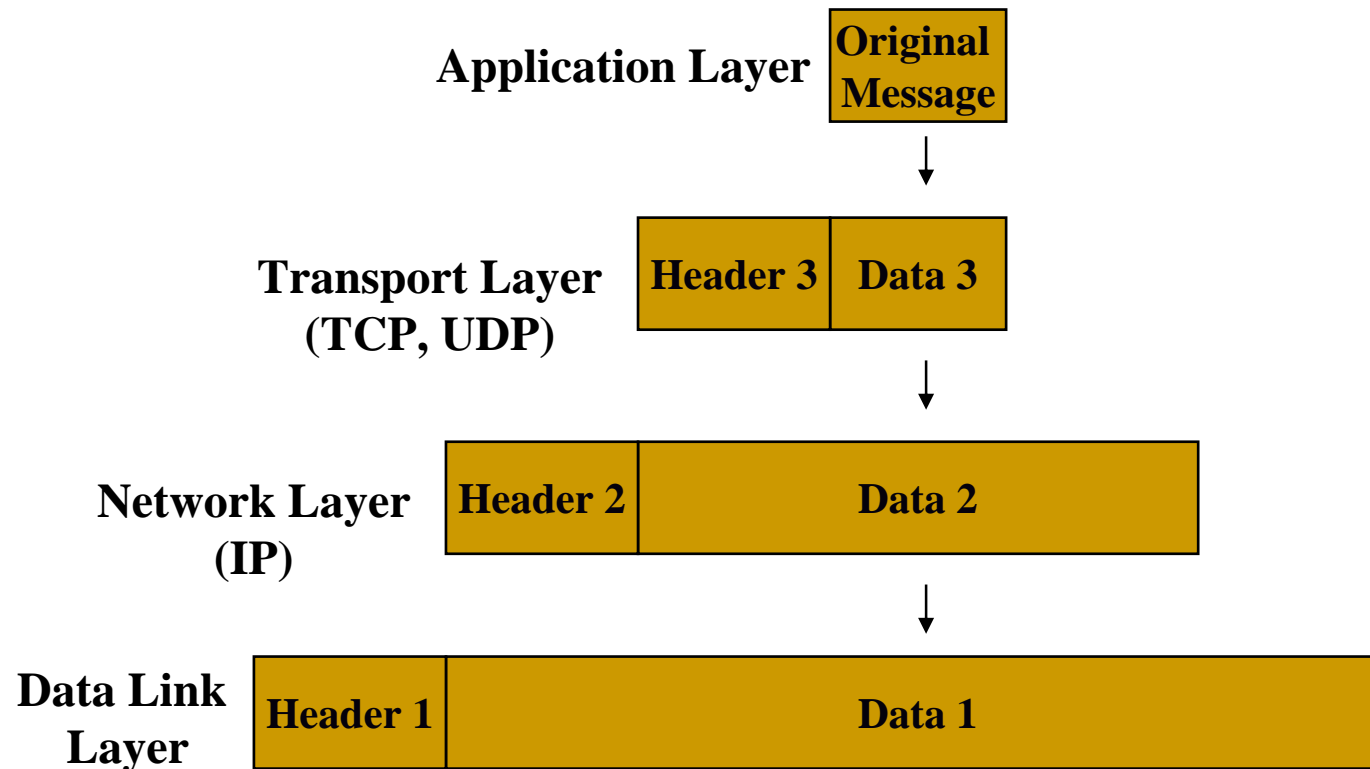 Application Layer
Original
Message
Transport Layer
(TCP, UDP)
Header 3
Data 3
Network Layer
(IP)
Header 2
Data 2
Data Link
Layer
Header 1
Data 1